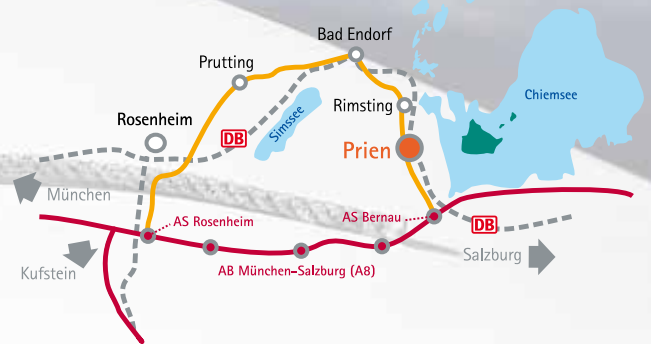 Bad Endorf
Prutting
Chiemsee
Rimsting
Rosenheim
Simssee
DB
Prien
München
AS Rosenheim
AS Bernau
DB
Salzburg
Kufstein
AB München-Salzburg (A8)